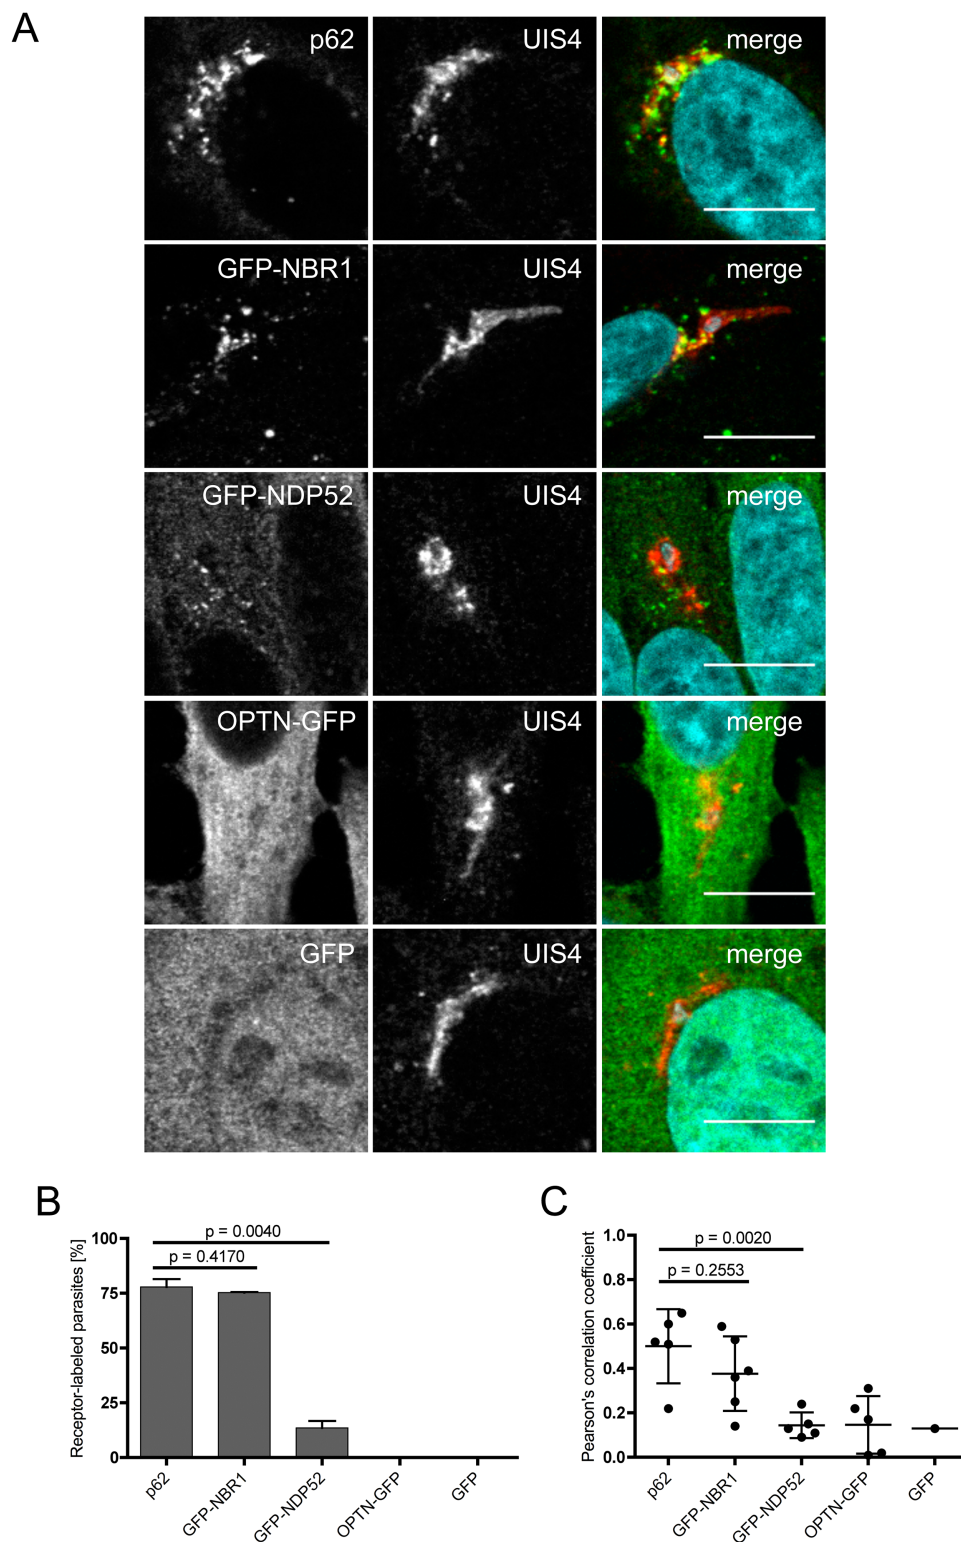 A
p62 UIS4 merge
GFP-NBR1 UIS4 merge
GFP-NDP52 UIS4 merge
OPTN-GFP UIS4 merge
GFP UIS4 merge
B
Receptor-labeled parasites [%]
100
75
50
25
0
p = 0.0040
p = 0.4170
p62
GFP-NBR1
GFP-NDP52
OPTN-GFP
GFP
C
Pearson's correlation coefficient
1.0
0.8
0.6
0.4
0.2
0.0
p = 0.0020
p = 0.2553
p62
GFP-NBR1
GFP-NDP52
OPTN-GFP
GFP